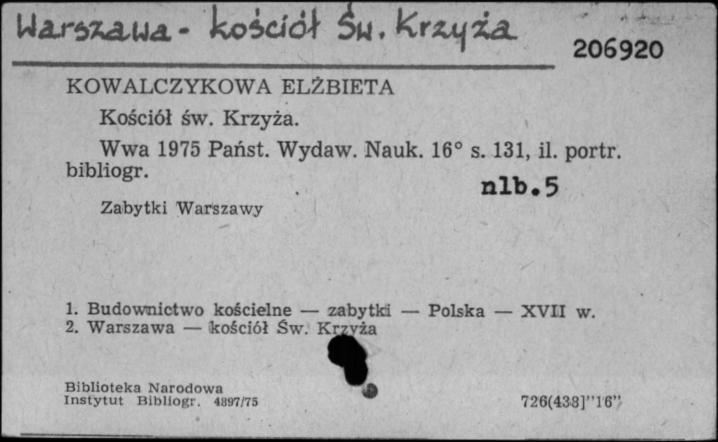 Warszawa - kościół Św. Krzyża
206920
KOWALCZYKOWA ELŻBIETA
Kościół św. Krzyża.
Wwa 1975 Państ. Wydaw. Nauk. 16° s. 131, il. portr.
bibliogr.
nlb.5
Zabytki Warszawy
1. Budownictwo kościelne — zabytki — Polska — XVII w.
2. Warszawa — kościół Św. Krzyża
Biblioteka Narodowa
Instytut Bibliogr. 4897/75
726(438]"16"